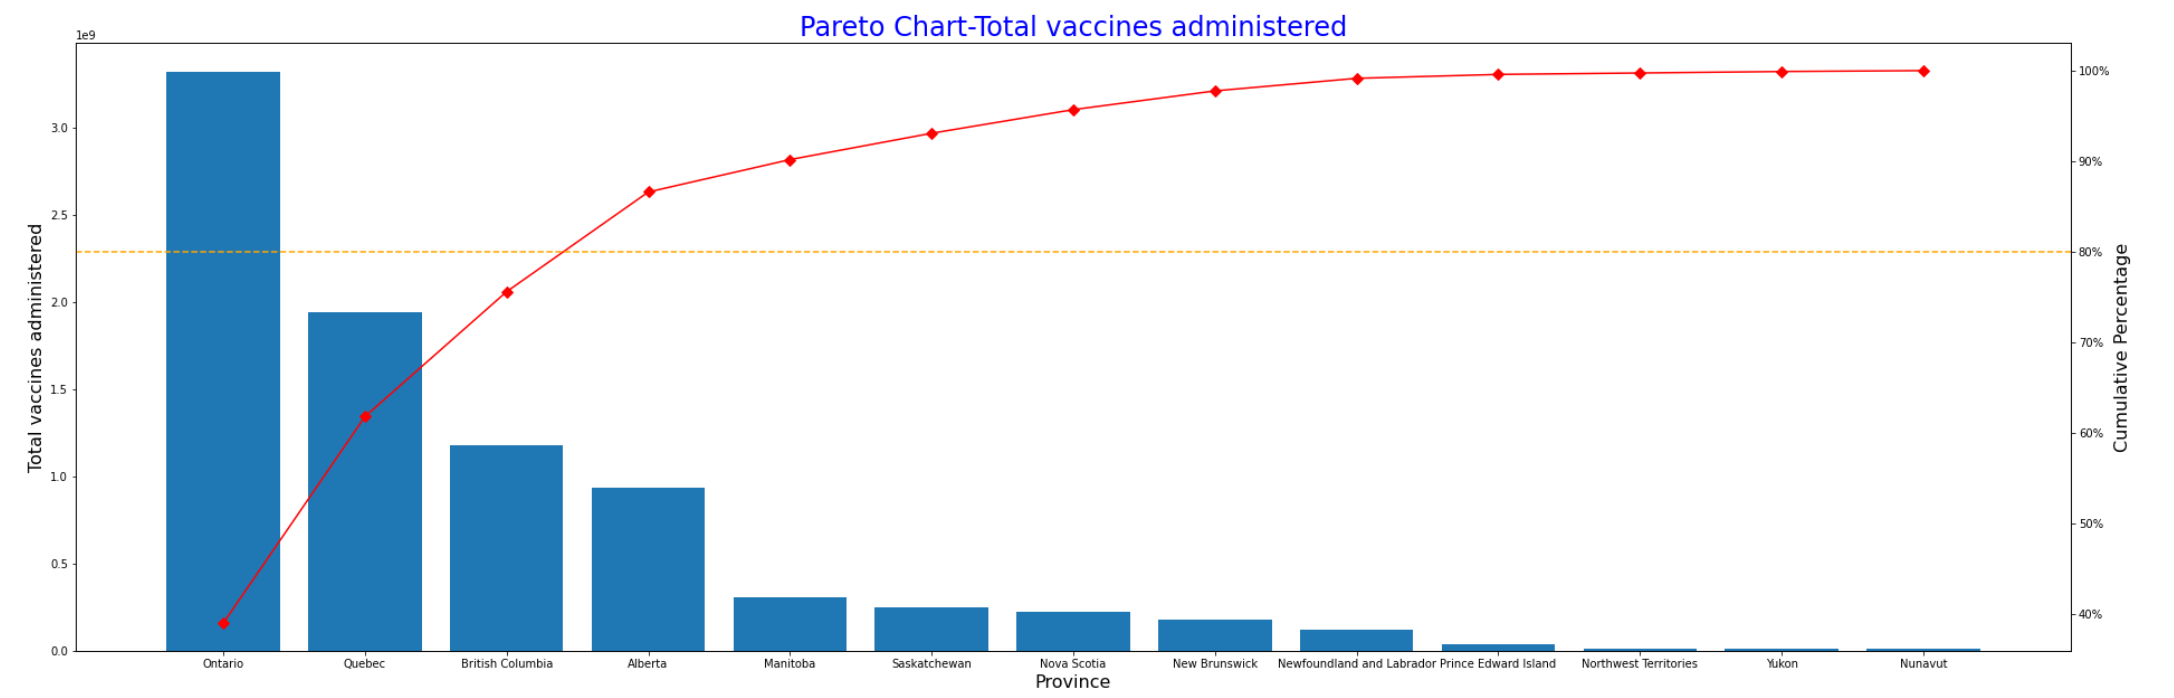 Pareto Chart-Total vaccines administered
1e9
3.0
2.5
2.0
1.5
1.0
0.5
0.0
Total vaccines administered
100%
90%
80%
70%
60%
50%
40%
Cumulative Percentage
Ontario Quebec British Columbia Alberta Manitoba Saskatchewan Nova Scotia New Brunswick Newfoundland and Labrador Prince Edward Island Northwest Territories Yukon Nunavut
Province